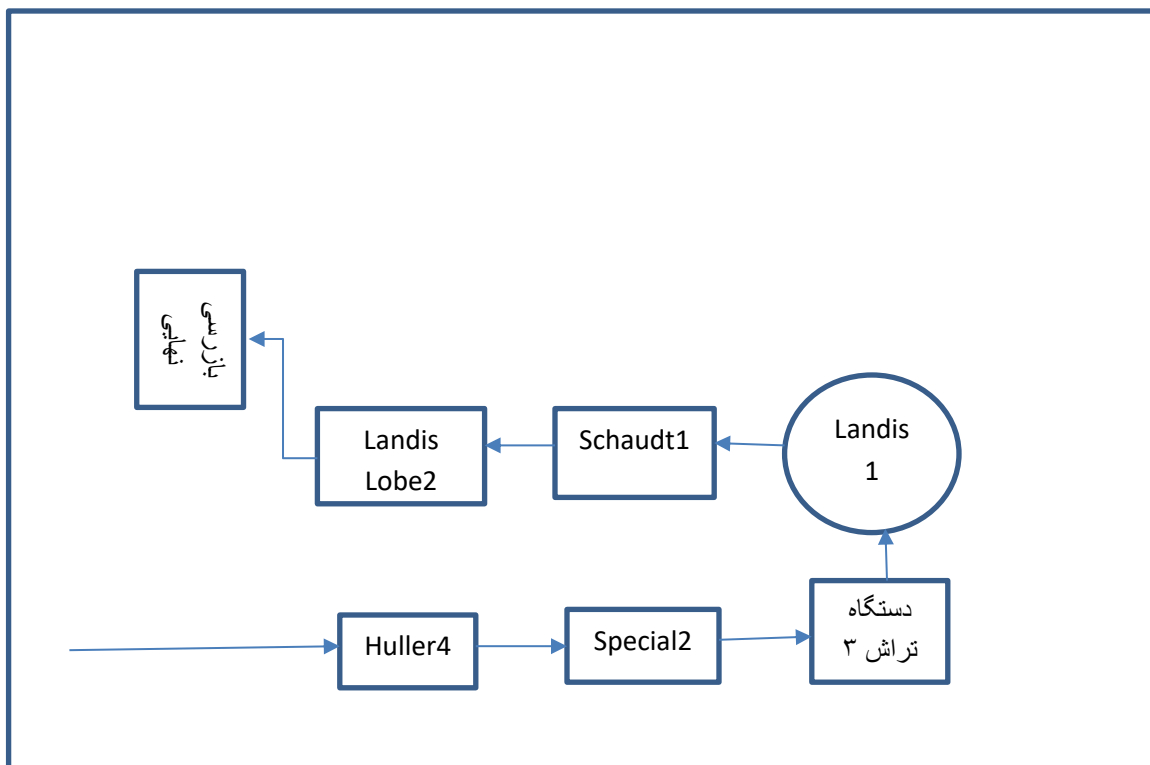 بازرسی
نهایی
Landis
Lobe2
Schaudt1
Landis
1
Huller4
Special2
دستگاه
تراش ۳